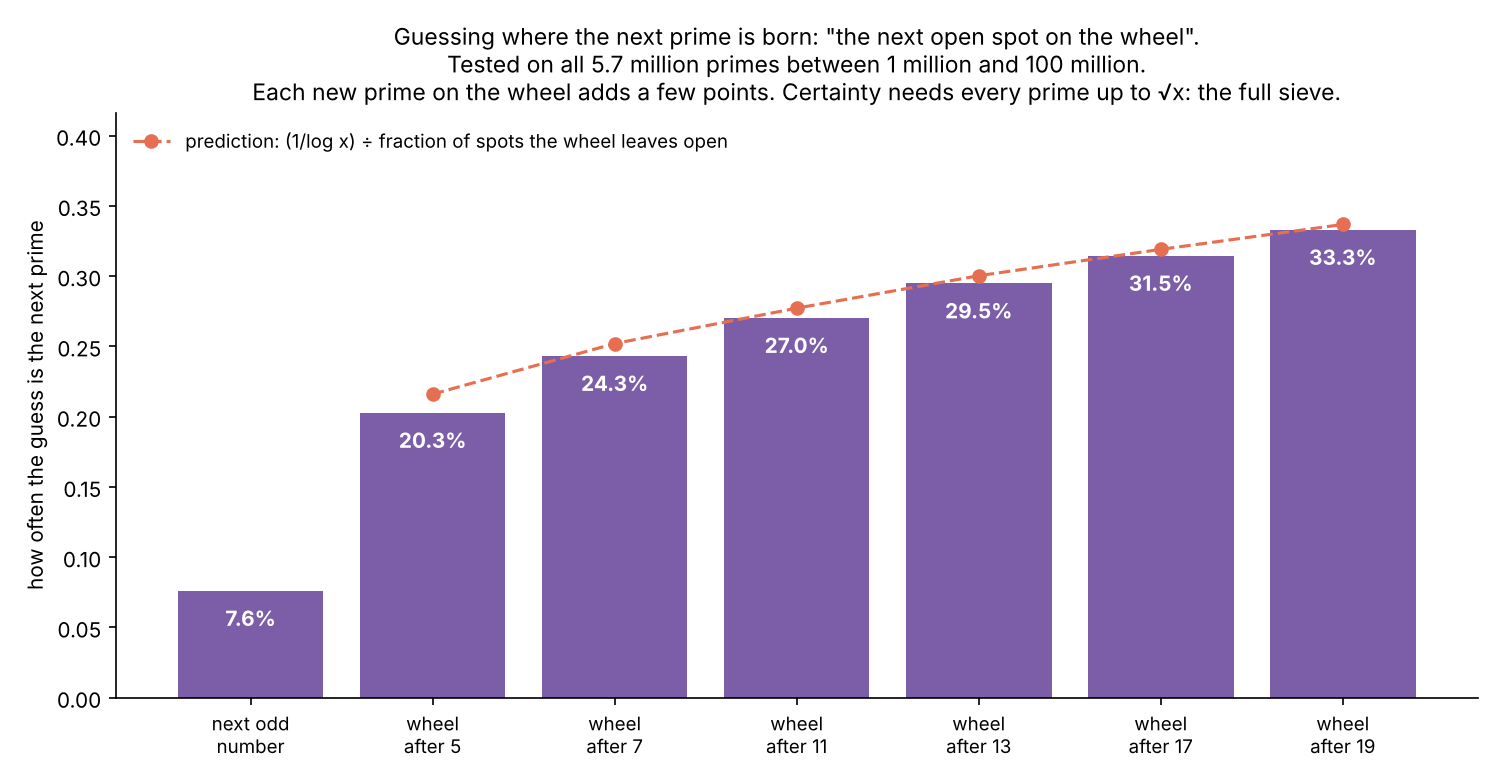 Guessing where the next prime is born: "the next open spot on the wheel".
Tested on all 5.7 million primes between 1 million and 100 million.
Each new prime on the wheel adds a few points. Certainty needs every prime up to √x: the full sieve.
prediction: (1/log x) ÷ fraction of spots the wheel leaves open
how often the guess is the next prime
0.40
0.35
0.30
0.25
0.20
0.15
0.10
0.05
0.00
7.6%
20.3%
24.3%
27.0%
29.5%
31.5%
33.3%
next odd
number
wheel
after 5
wheel
after 7
wheel
after 11
wheel
after 13
wheel
after 17
wheel
after 19